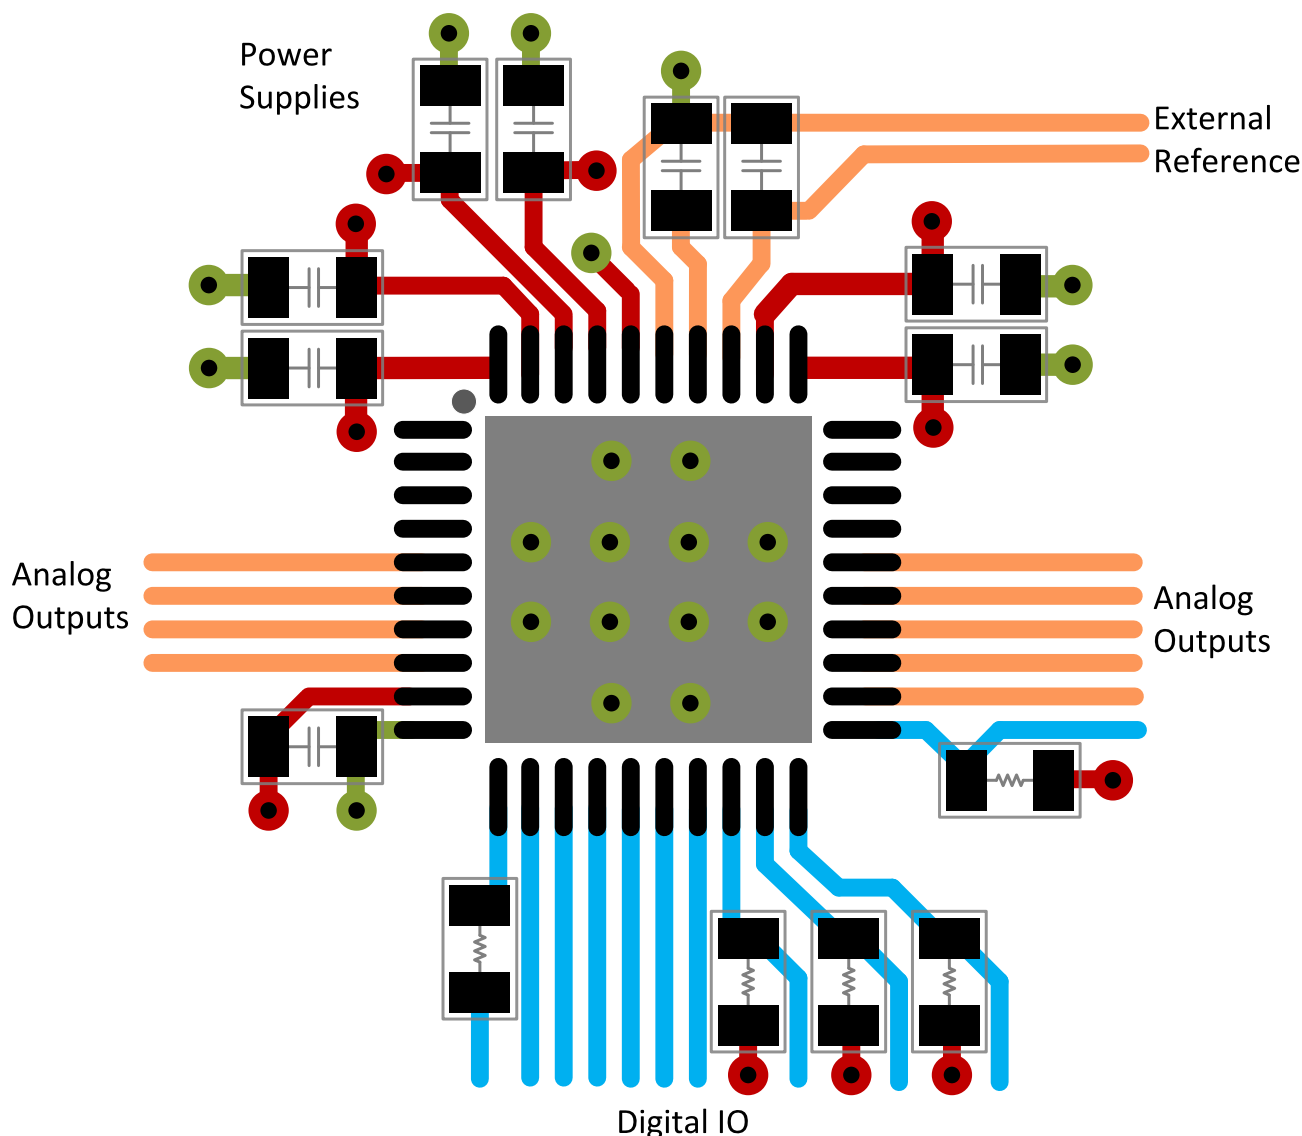 Power
Supplies
External
Reference
Analog
Outputs
Analog
Outputs
Digital IO